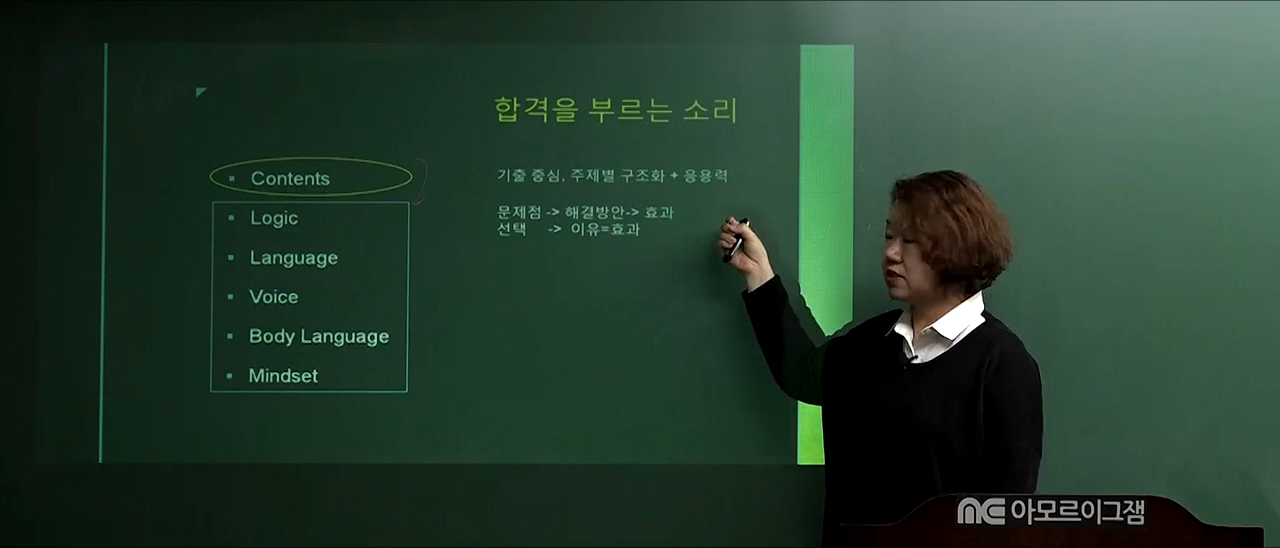 합격을 부르는 소리
Contents
Logic
Language
Voice
Body Language
Mindset
기출 중심, 주제별 구조화 + 응용력
문제점 -> 해결방안-> 효과
선택 -> 이유=효과
아모르이그잼